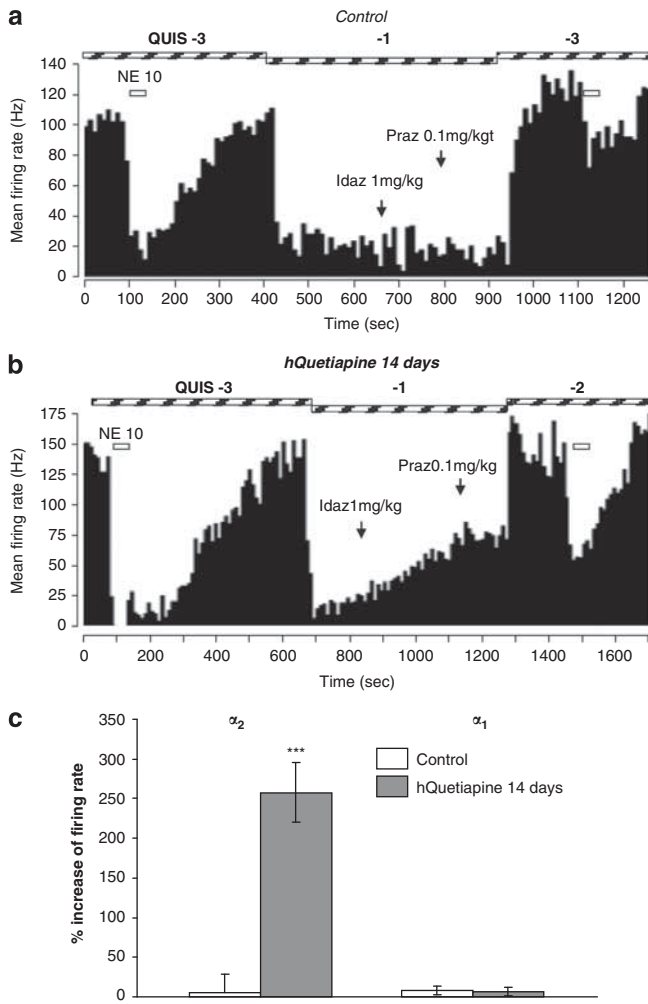 a
Control
QUIS -3 -1 -3
140
120
100
80
60
40
20
0
Mean firing rate (Hz)
NE 10
Idaz 1mg/kg
Praz 0.1mg/kgt
0 100 200 300 400 500 600 700 800 900 1000 1100 1200
Time (sec)
b
hQuetiapine 14 days
QUIS -3 -1 -2
175
150
125
100
75
50
25
0
Mean firing rate (Hz)
NE 10
Idaz1mg/kg
Praz0.1mg/kg
0 200 400 600 800 1000 1200 1400 1600
Time (sec)
c
α2 α1
350
300
250
200
150
100
50
0
% increase of firing rate
***
Control
hQuetiapine 14 days